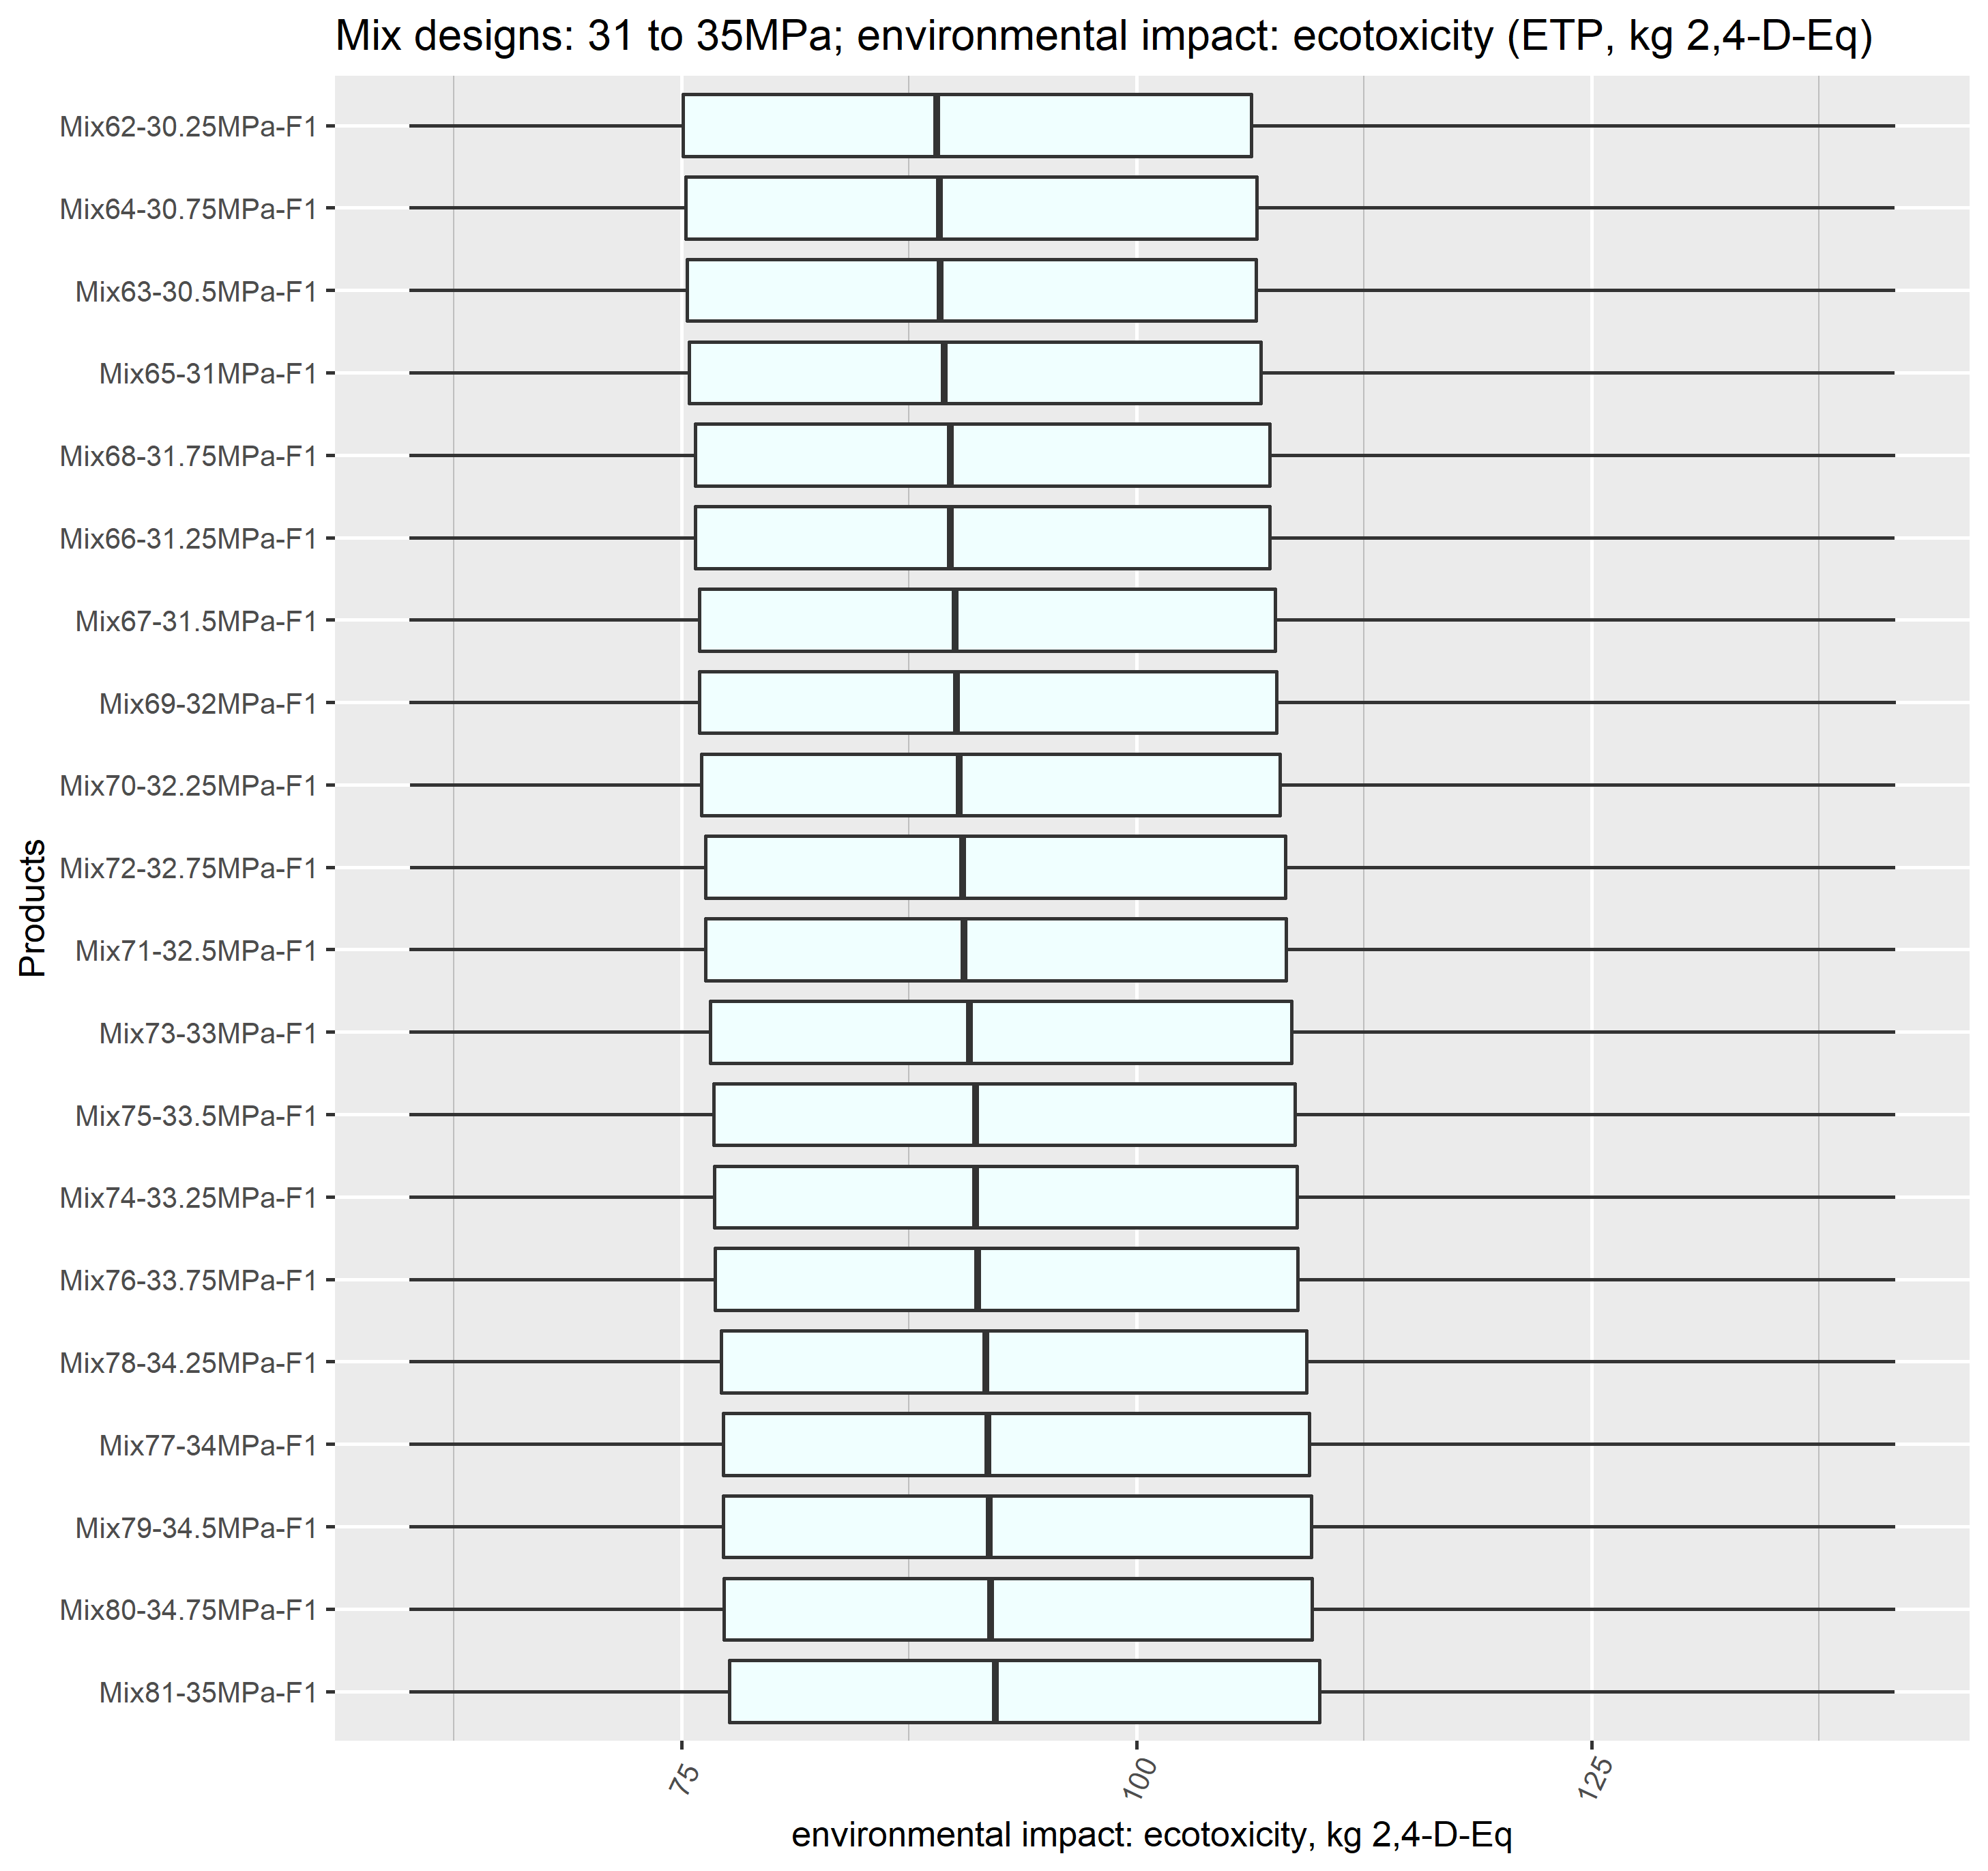 Mix designs: 31 to 35MPa; environmental impact: ecotoxicity (ETP, kg 2,4-D-Eq)
Products
Mix62-30.25MPa-F1
Mix64-30.75MPa-F1
Mix63-30.5MPa-F1
Mix65-31MPa-F1
Mix68-31.75MPa-F1
Mix66-31.25MPa-F1
Mix67-31.5MPa-F1
Mix69-32MPa-F1
Mix70-32.25MPa-F1
Mix72-32.75MPa-F1
Mix71-32.5MPa-F1
Mix73-33MPa-F1
Mix75-33.5MPa-F1
Mix74-33.25MPa-F1
Mix76-33.75MPa-F1
Mix78-34.25MPa-F1
Mix77-34MPa-F1
Mix79-34.5MPa-F1
Mix80-34.75MPa-F1
Mix81-35MPa-F1
75
100
125
environmental impact: ecotoxicity, kg 2,4-D-Eq